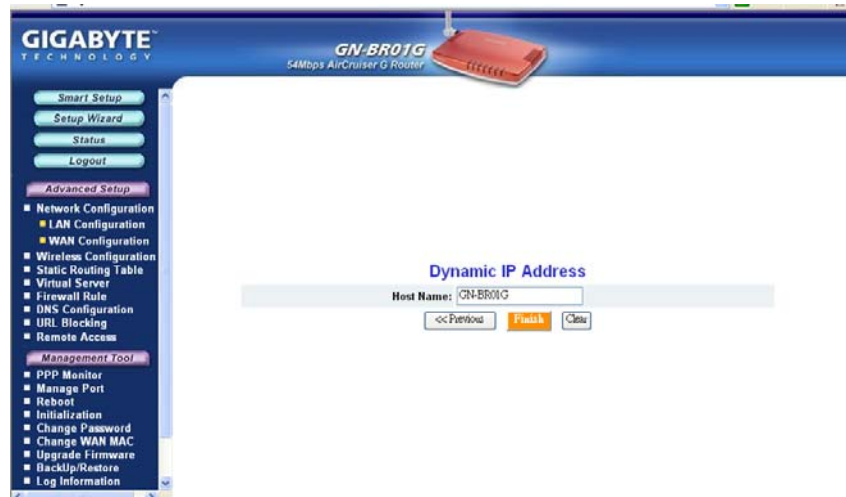 GIGABYTE™
TECHNOLOGY
GN-BR01G
54Mbps AirCruiser G Router
Smart Setup
Setup Wizard
Status
Logout
Advanced Setup
Network Configuration
LAN Configuration
WAN Configuration
Wireless Configuration
Static Routing Table
Virtual Server
Firewall Rule
DNS Configuration
URL Blocking
Remote Access
Management Tool
PPP Monitor
Manage Port
Reboot
Initialization
Change Password
Change WAN MAC
Upgrade Firmware
BackUp/Restore
Log Information
Dynamic IP Address
Host Name: GN-BR01G
<< Previous Finish Clear